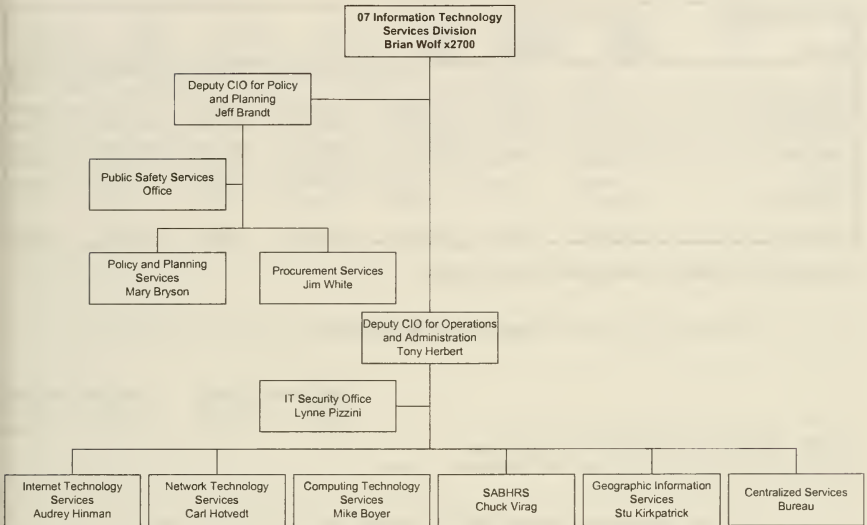 07 Information Technology
Services Division
Brian Wolf x2700
Deputy CIO for Policy
and Planning
Jeff Brandt
Public Safety Services
Office
Policy and Planning
Services
Mary Bryson
Procurement Services
Jim White
Deputy CIO for Operations
and Administration
Tony Herbert
IT Security Office
Lynne Pizzini
Internet Technology
Services
Audrey Hinman
Network Technology
Services
Carl Hotvedt
Computing Technology
Services
Mike Boyer
SABHRS
Chuck Virag
Geographic Information
Services
Stu Kirkpatrick
Centralized Services
Bureau